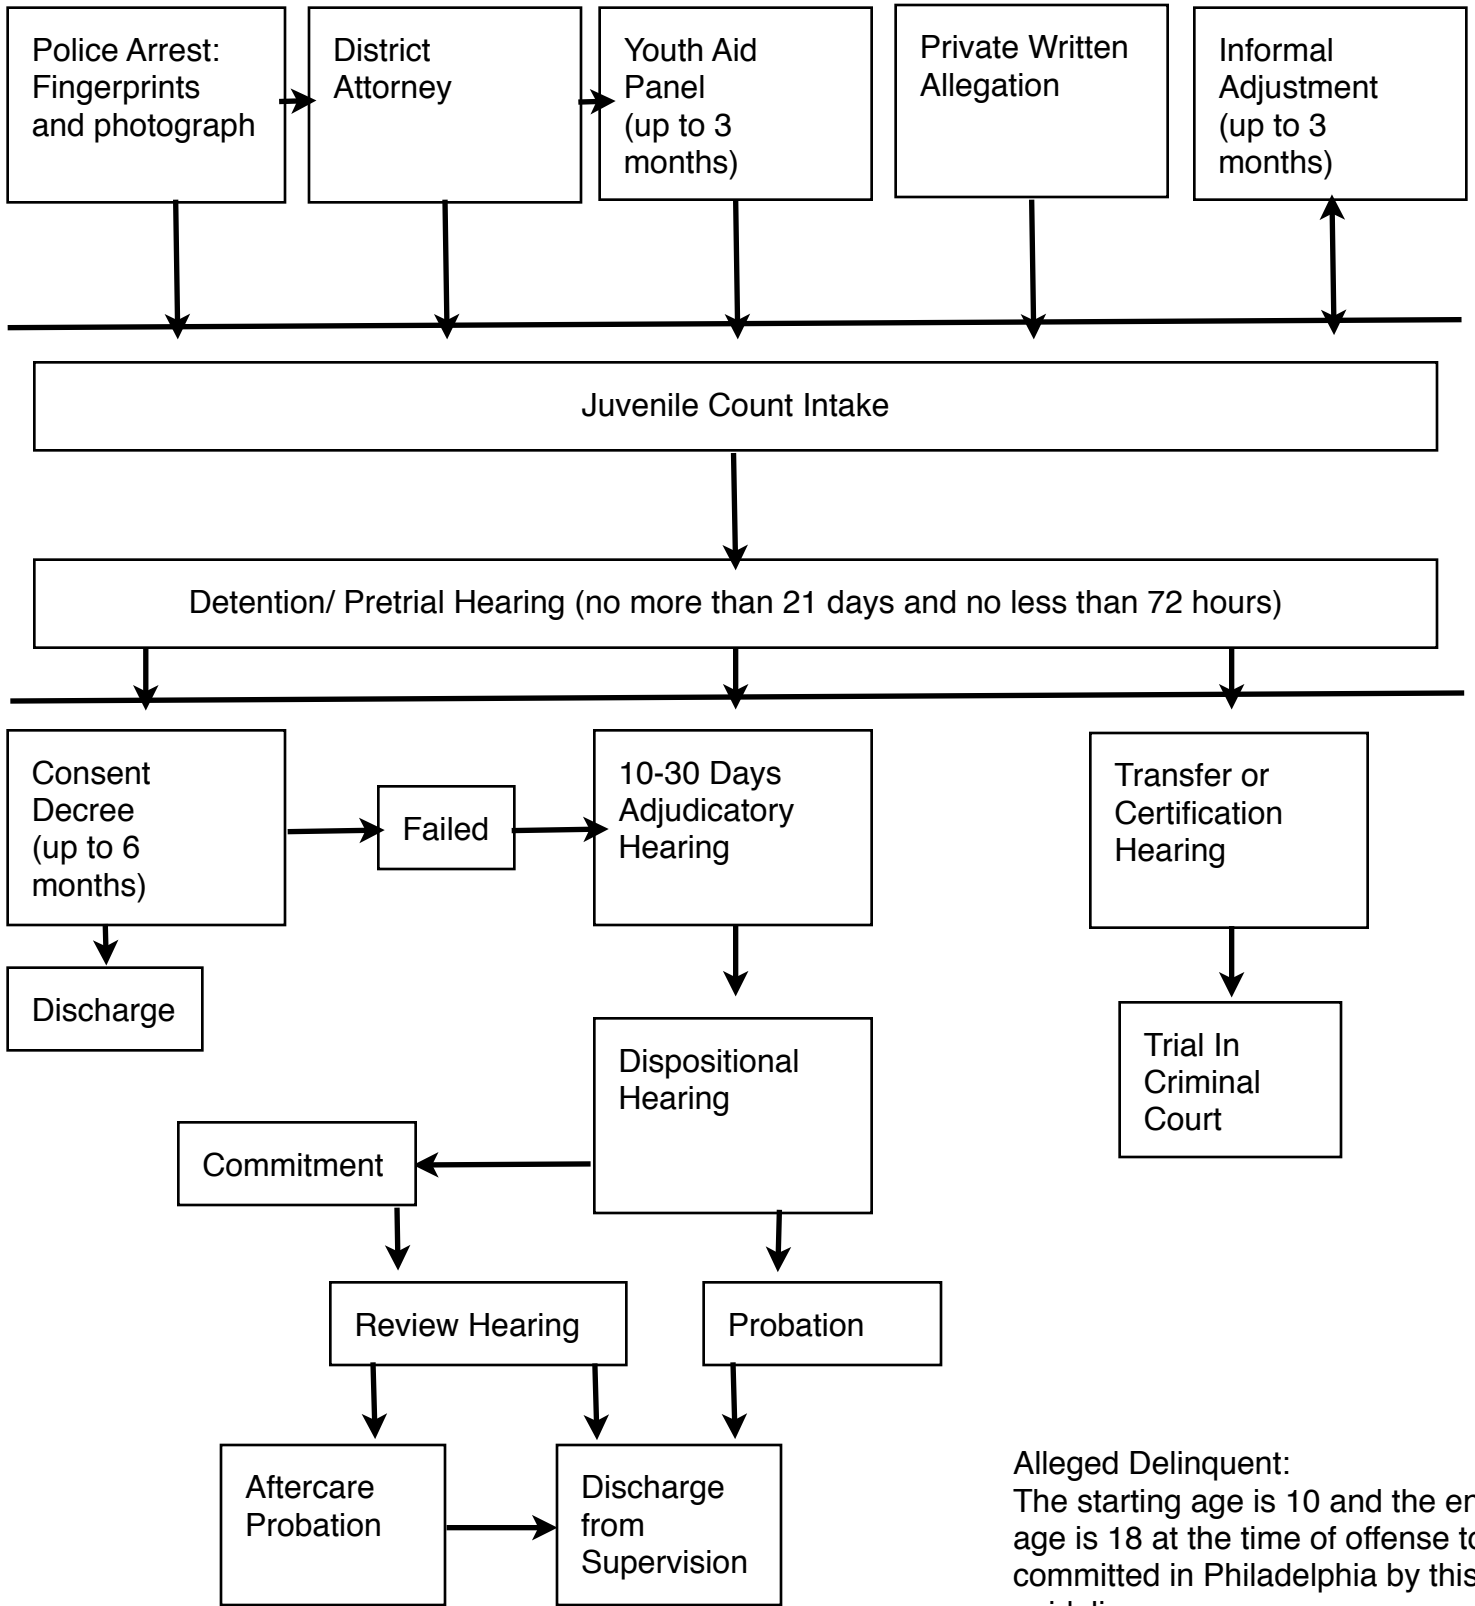 Police Arrest:
Fingerprints
and photograph
District
Attorney
Youth Aid
Panel
(up to 3
months)
Private Written
Allegation
Informal
Adjustment
(up to 3
months)
Juvenile Count Intake
Detention/ Pretrial Hearing (no more than 21 days and no less than 72 hours)
Consent
Decree
(up to 6
months)
Failed
10-30 Days
Adjudicatory
Hearing
Transfer or
Certification
Hearing
Discharge
Dispositional
Hearing
Trial In
Criminal
Court
Commitment
Review Hearing
Probation
Aftercare
Probation
Discharge
from
Supervision
Alleged Delinquent:
The starting age is 10 and the
age is 18 at the time of offense
committed in Philadelphia by this